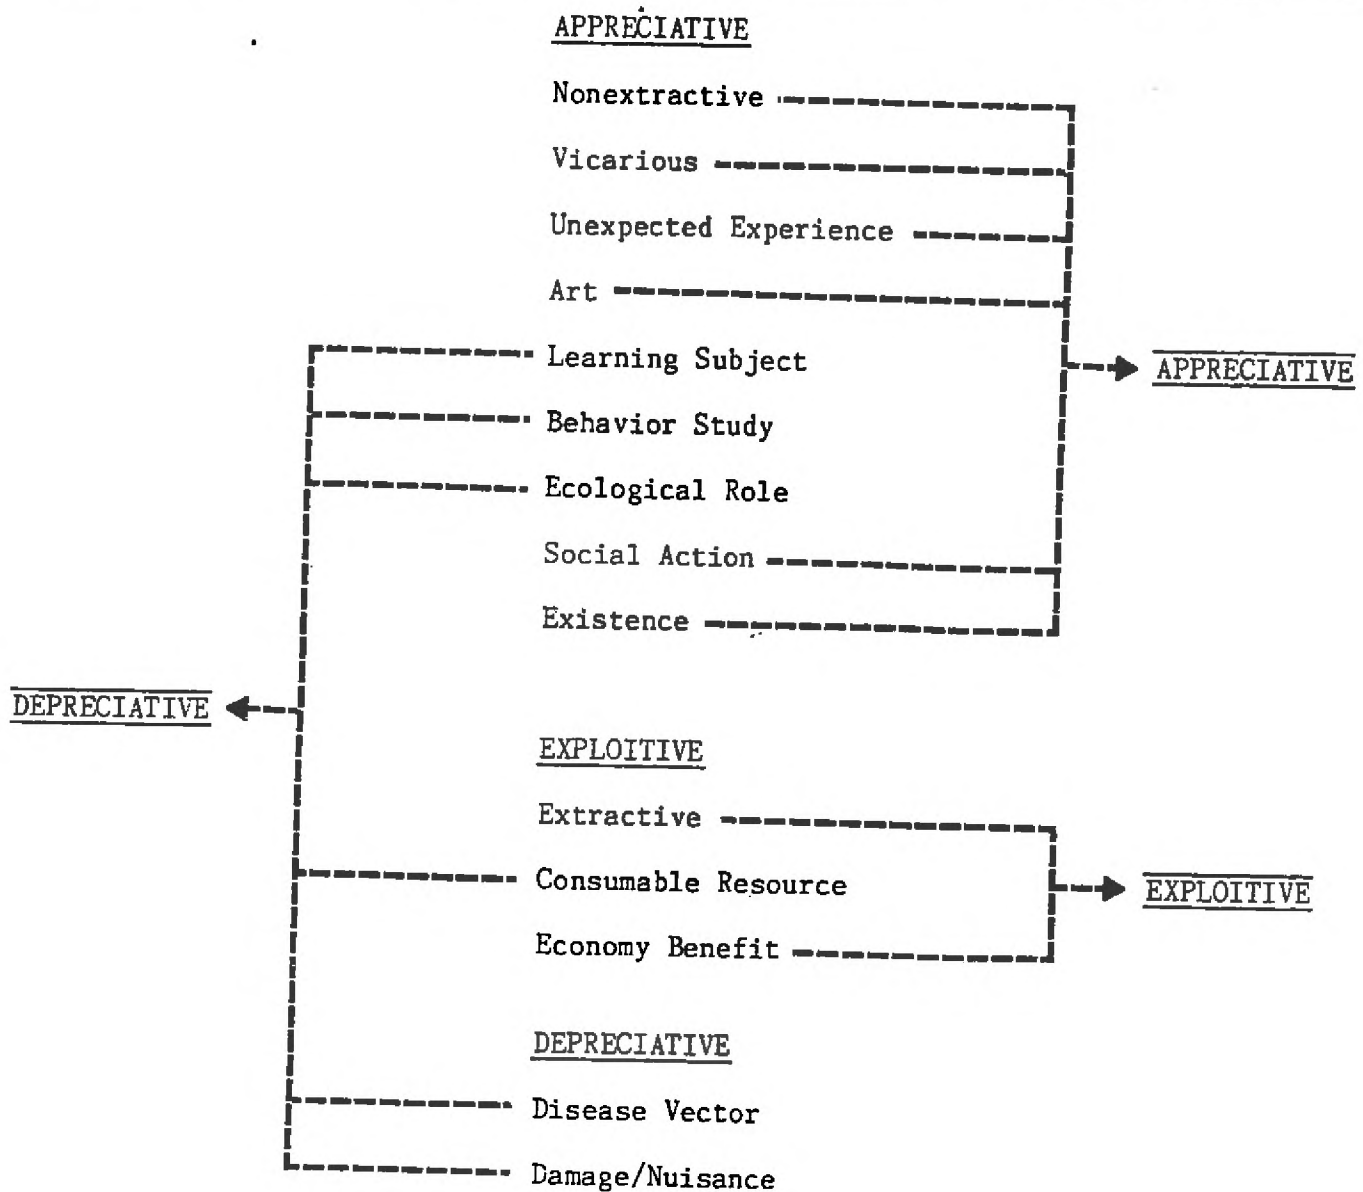 APPRECIATIVE
Nonextractive
Vicarious
Unexpected Experience
Art
Learning Subject
APPRECIATIVE
Behavior Study
Ecological Role
Social Action
Existence
DEPRECIATIVE
EXPLOITIVE
Extractive
Consumable Resource
EXPLOITIVE
Economy Benefit
DEPRECIATIVE
Disease Vector
Damage/Nuisance